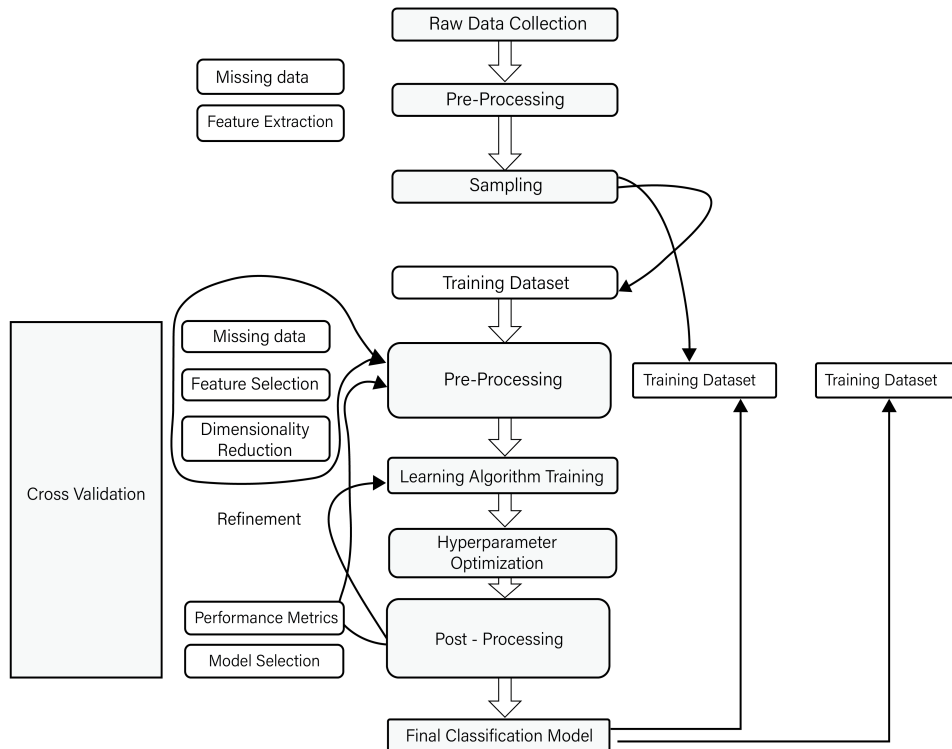 Raw Data Collection
Missing data
Pre-Processing
Feature Extraction
Sampling
Training Dataset
Missing data
Pre-Processing
Feature Selection
Training Dataset
Training Dataset
Dimensionality
Reduction
Learning Algorithm Training
Cross Validation
Refinement
Hyperparameter
Optimization
Performance Metrics
Post - Processing
Model Selection
Final Classification Model